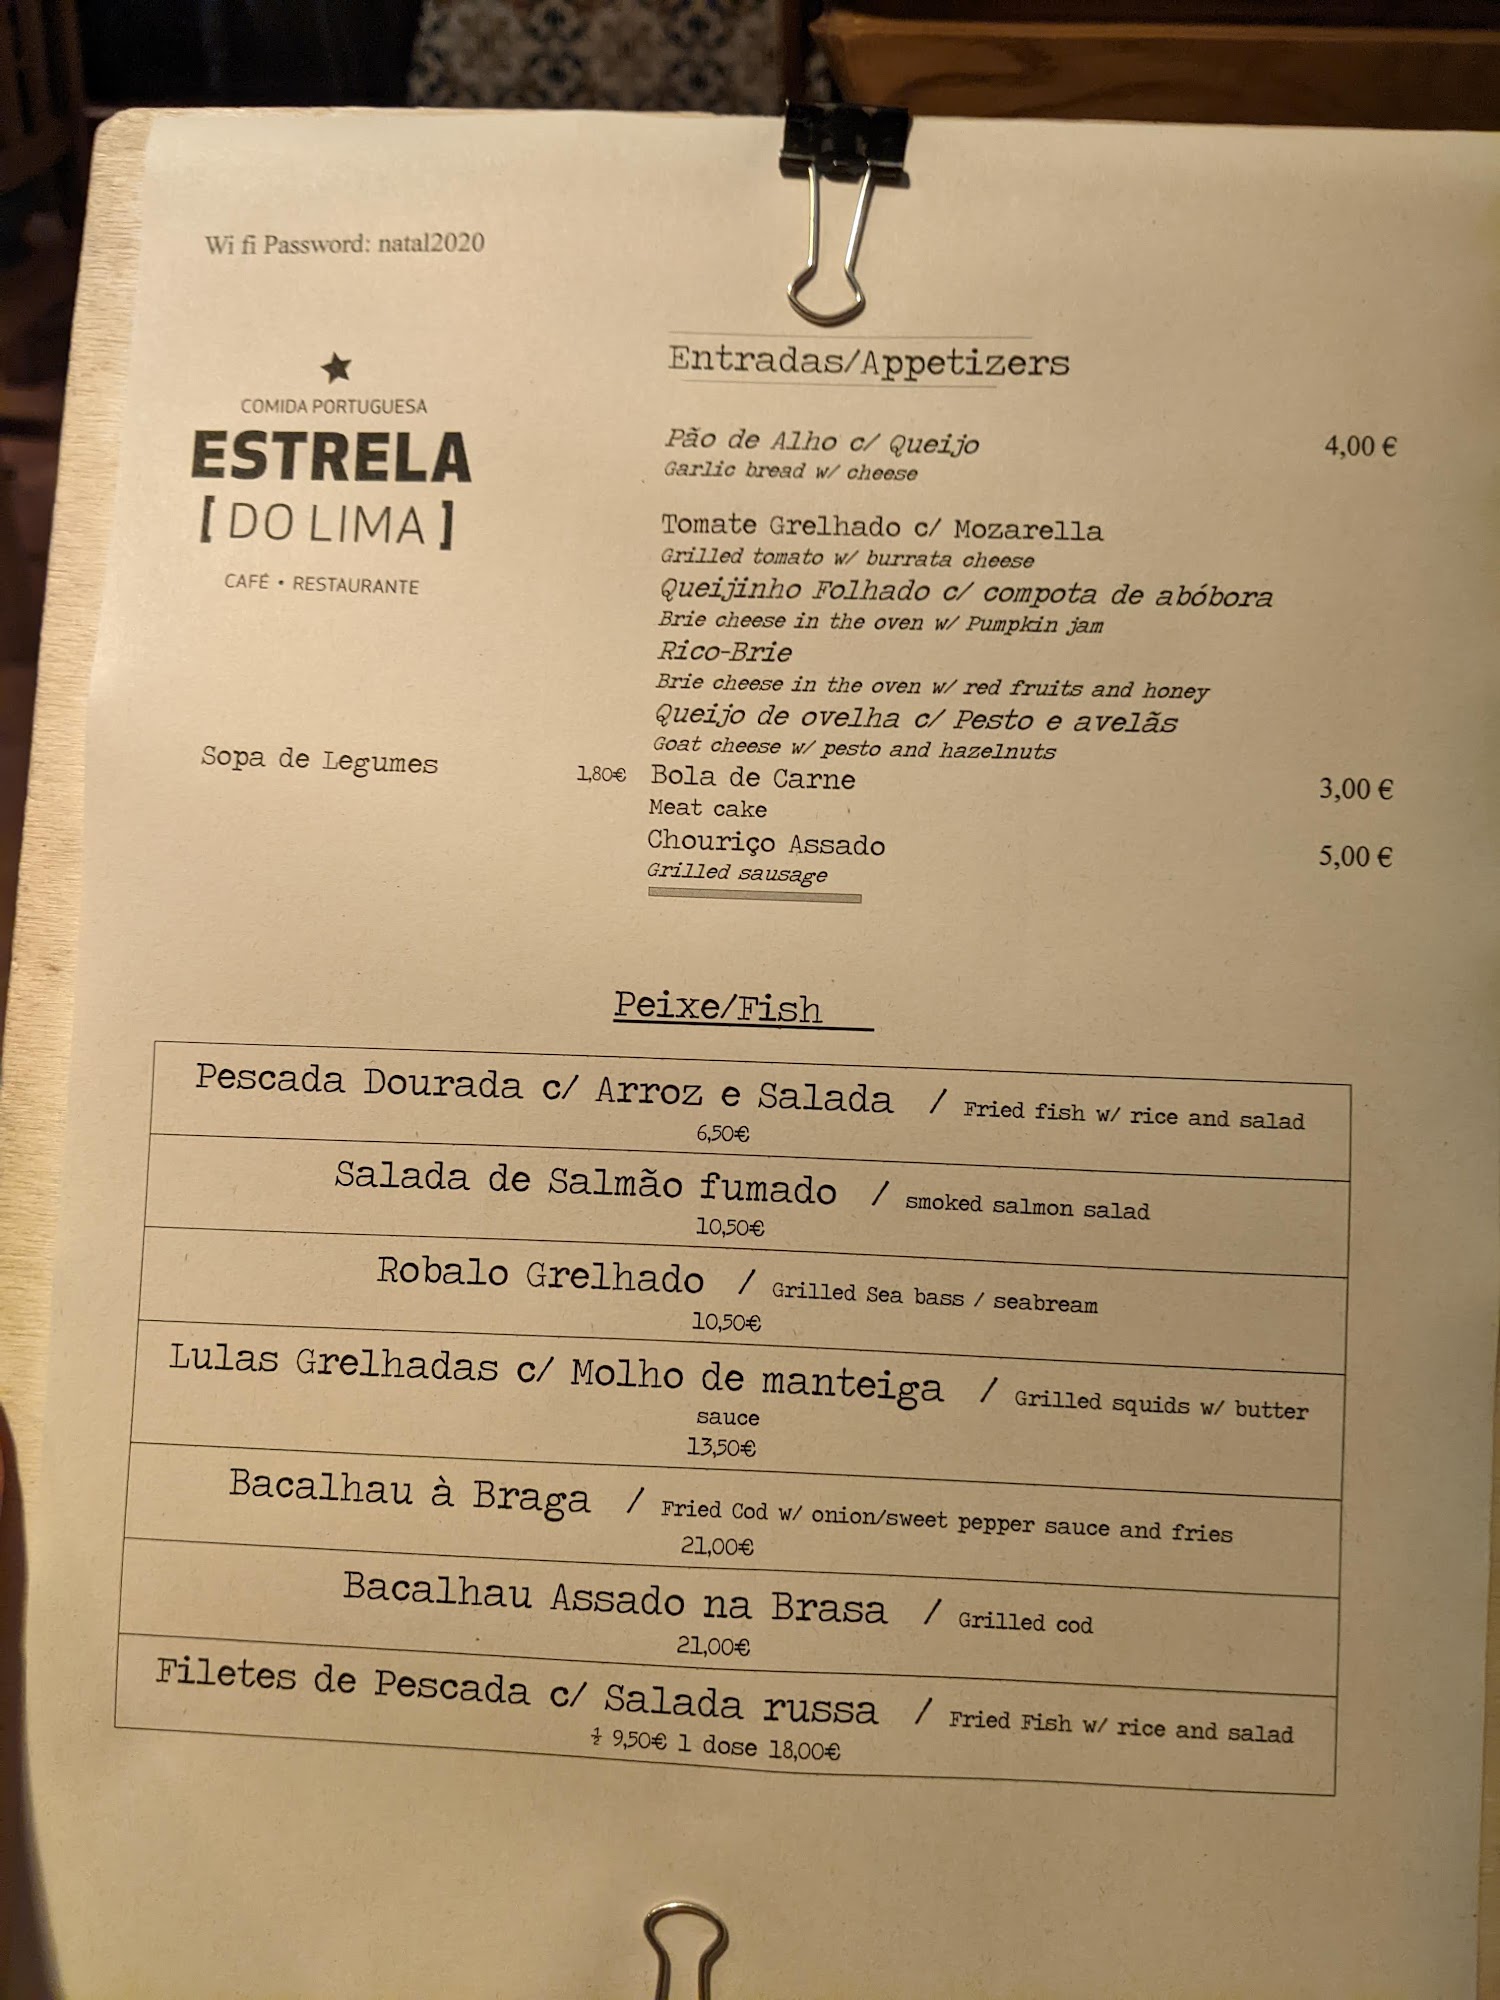 Wi fi Password: natal2020
COMIDA PORTUGUESA
ESTRELA
[DO LIMA]
CAFÉ • RESTAURANTE
Entradas/Appetizers
Pão de Alho c/ Queijo 4,00 €
Garlic bread w/ cheese
Tomate Grelhado c/ Mozarella
Grilled tomato w/ burrata cheese
Queijinho Folhado c/ compota de abóbora
Brie cheese in the oven w/ Pumpkin jam
Rico-Brie
Brie cheese in the oven w/ red fruits and honey
Queijo de ovelha c/ Pesto e avelãs
Goat cheese w/ pesto and hazelnuts
Sopa de Legumes 1,80€
Bola de Carne 3,00 €
Meat cake
Chouriço Assado 5,00 €
Grilled sausage
Peixe/Fish
Pescada Dourada c/ Arroz e Salada / Fried fish w/ rice and salad
6,50€
Salada de Salmão fumado / smoked salmon salad
10,50€
Robalo Grelhado / Grilled Sea bass / seabream
10,50€
Lulas Grelhadas c/ Molho de manteiga / Grilled squids w/ butter
sauce
13,50€
Bacalhau à Braga / Fried Cod w/ onion/sweet pepper sauce and fries
21,00€
Bacalhau Assado na Brasa / Grilled cod
21,00€
Filetes de Pescada c/ Salada russa / Fried Fish w/ rice and salad
½ 9,50€ 1 dose 18,00€